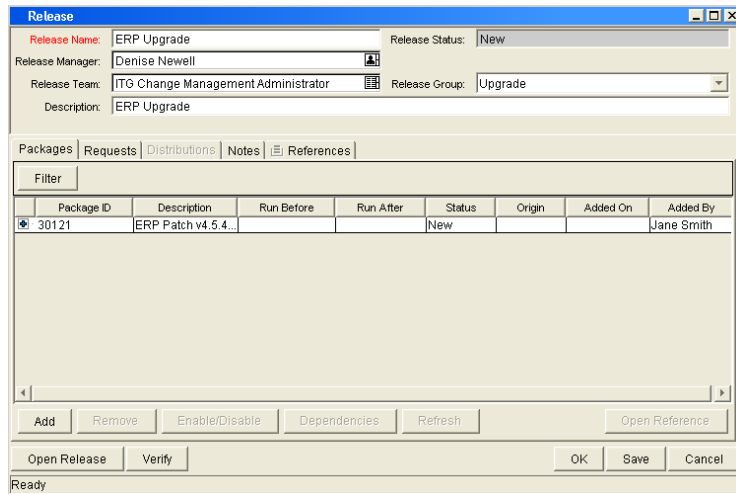 Release
Release Name: ERP Upgrade Release Status: New
Release Manager: Denise Newell
Release Team: ITG Change Management Administrator Release Group: Upgrade
Description: ERP Upgrade
Packages Requests Distributions Notes References
Filter
Package ID Description Run Before Run After Status Origin Added On Added By
30121 ERP Patch v4.5.4... New Jane Smith
Add Remove Enable/Disable Dependencies Refresh Open Reference
Open Release Verify OK Save Cancel
Ready